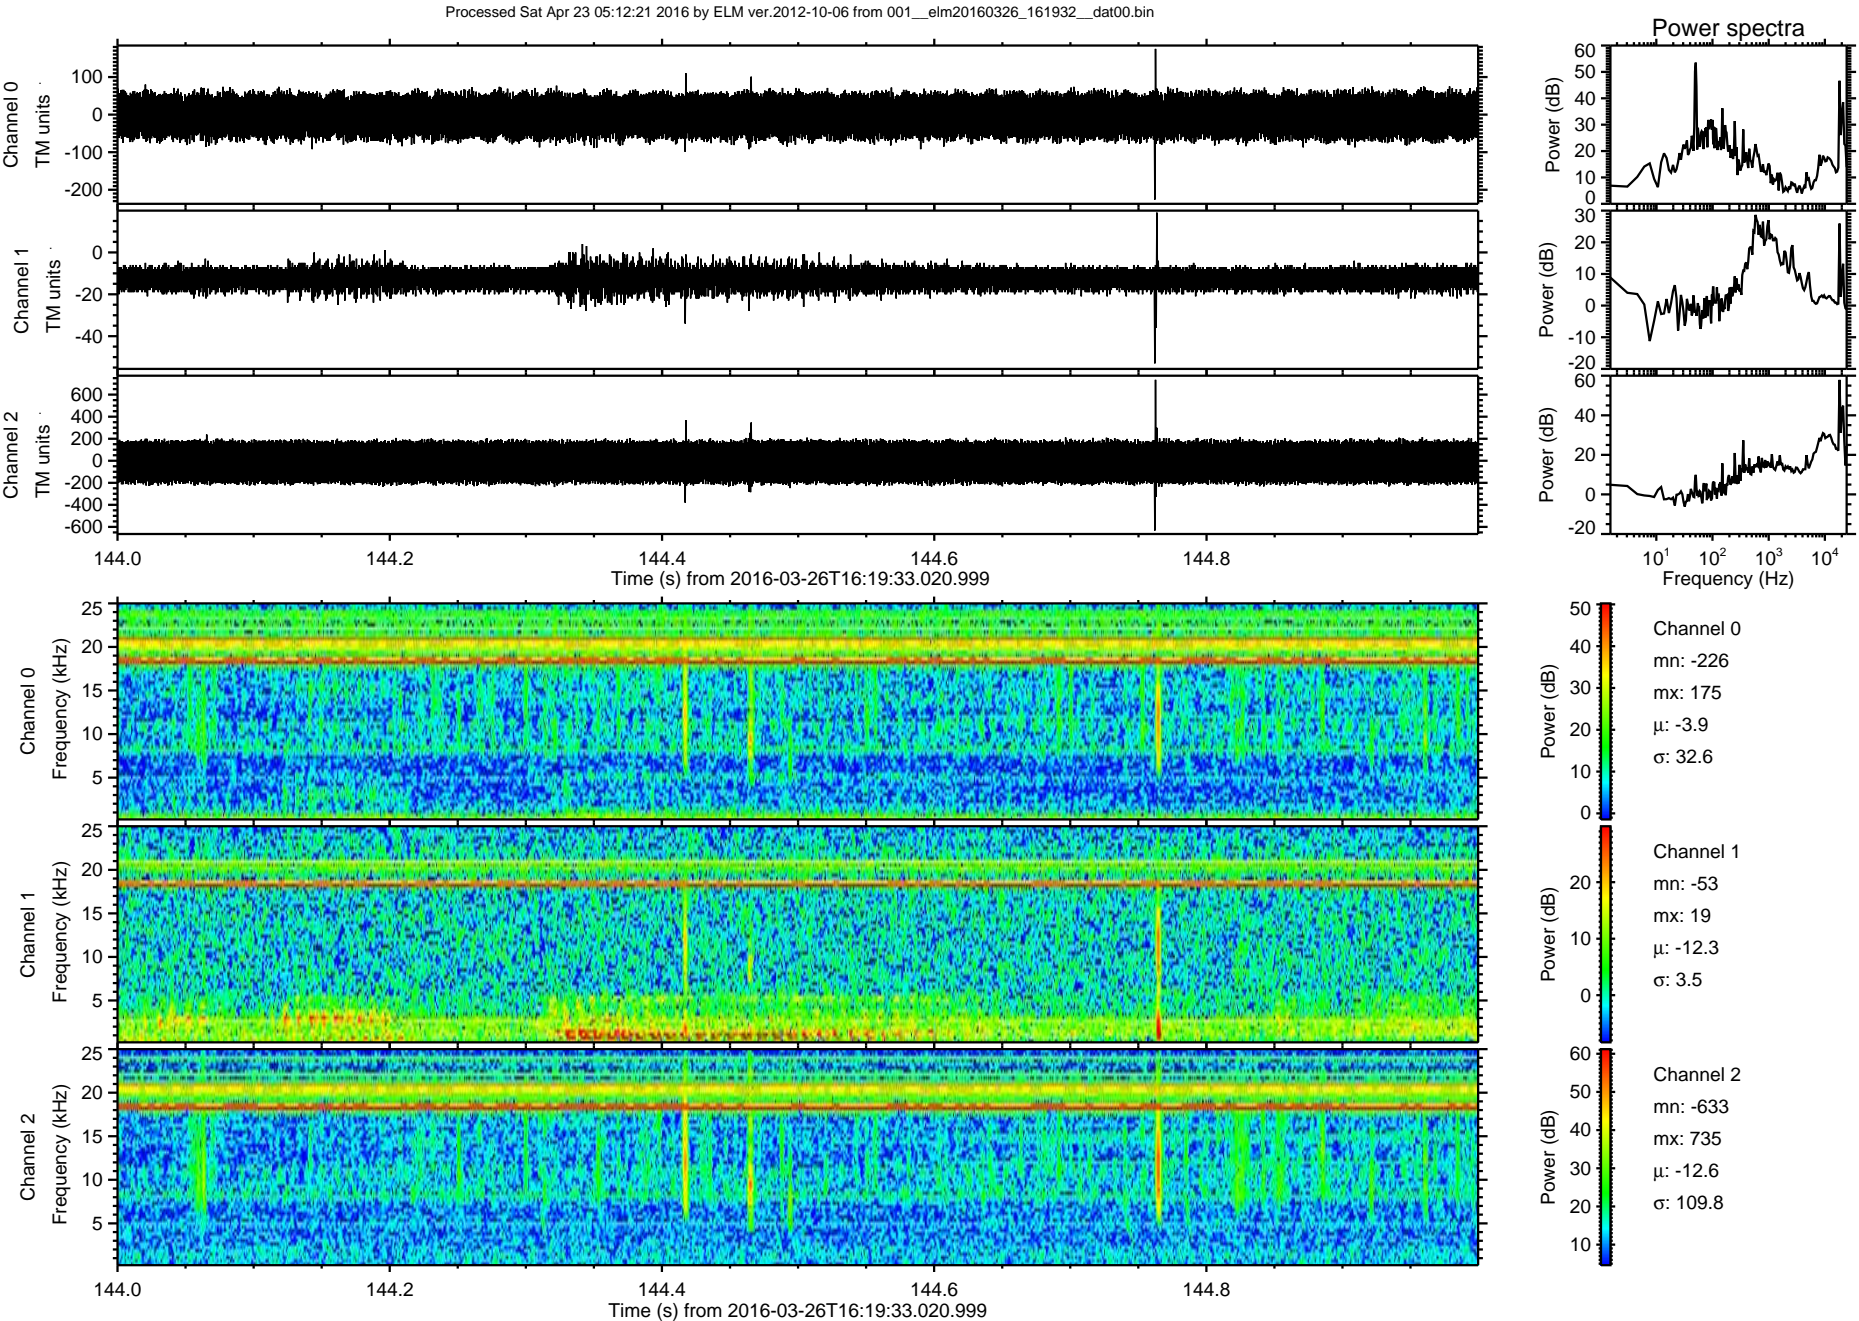 Processed Sat Apr 23 05:12:21 2016 by ELM ver.2012-10-06 from 001__elm20160326_161932__dat00.bin
Power spectra
Channel 0
TM units
100
0
-100
-200
Power (dB)
60
50
40
30
20
10
0
Channel 1
TM units
0
-20
-40
Power (dB)
30
20
10
0
-10
-20
Channel 2
TM units
600
400
200
0
-200
-400
-600
Power (dB)
60
40
20
0
-20
144.0 144.2 144.4 144.6 144.8
Time (s) from 2016-03-26T16:19:33.020.999
10¹ 10² 10³ 10⁴
Frequency (Hz)
Channel 0
Frequency (kHz)
25
20
15
10
5
Power (dB)
50
40
30
20
10
0
Channel 0
mn: -226
mx: 175
μ: -3.9
σ: 32.6
Channel 1
Frequency (kHz)
25
20
15
10
5
Power (dB)
20
10
0
Channel 1
mn: -53
mx: 19
μ: -12.3
σ: 3.5
Channel 2
Frequency (kHz)
25
20
15
10
5
Power (dB)
60
50
40
30
20
10
Channel 2
mn: -633
mx: 735
μ: -12.6
σ: 109.8
144.0 144.2 144.4 144.6 144.8
Time (s) from 2016-03-26T16:19:33.020.999